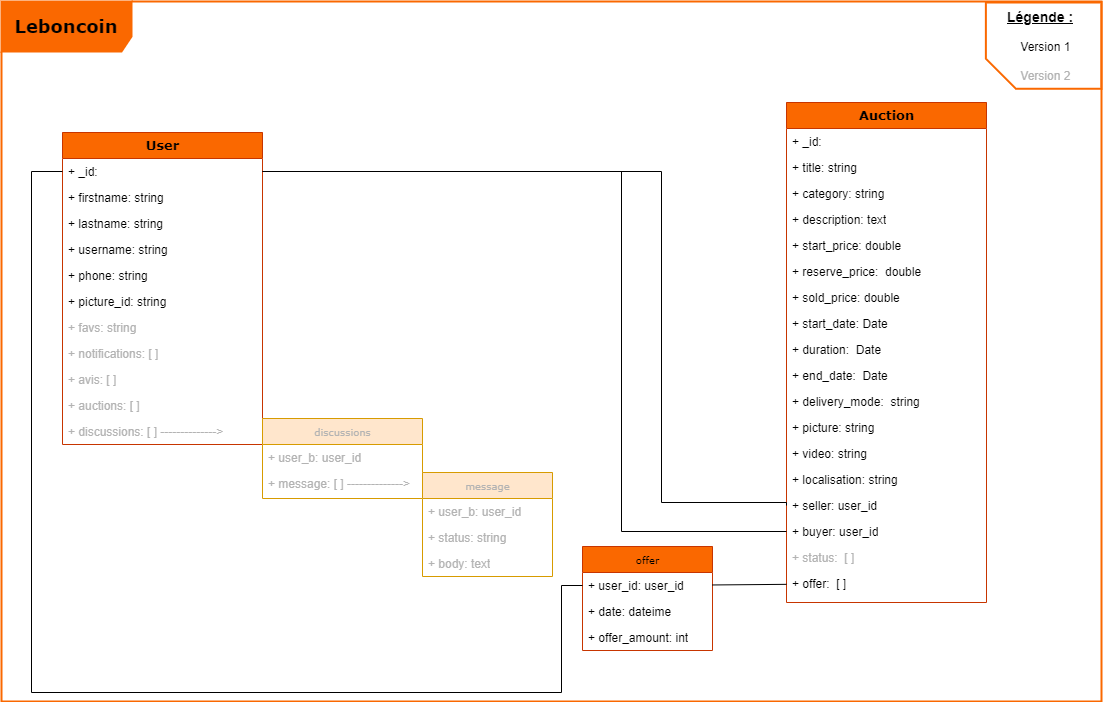 Leboncoin
Légende :
Version 1
Version 2
User
+ _id:
+ firstname: string
+ lastname: string
+ username: string
+ phone: string
+ picture_id: string
+ favs: string
+ notifications: [ ]
+ avis: [ ]
+ auctions: [ ]
+ discussions: [ ] -------------->
discussions
+ user_b: user_id
+ message: [ ] -------------->
message
+ user_b: user_id
+ status: string
+ body: text
offer
+ user_id: user_id
+ date: dateime
+ offer_amount: int
Auction
+ _id:
+ title: string
+ category: string
+ description: text
+ start_price: double
+ reserve_price:  double
+ sold_price: double
+ start_date: Date
+ duration:  Date
+ end_date:  Date
+ delivery_mode:  string
+ picture: string
+ video: string
+ localisation: string
+ seller: user_id
+ buyer: user_id
+ status:  [ ]
+ offer:  [ ]